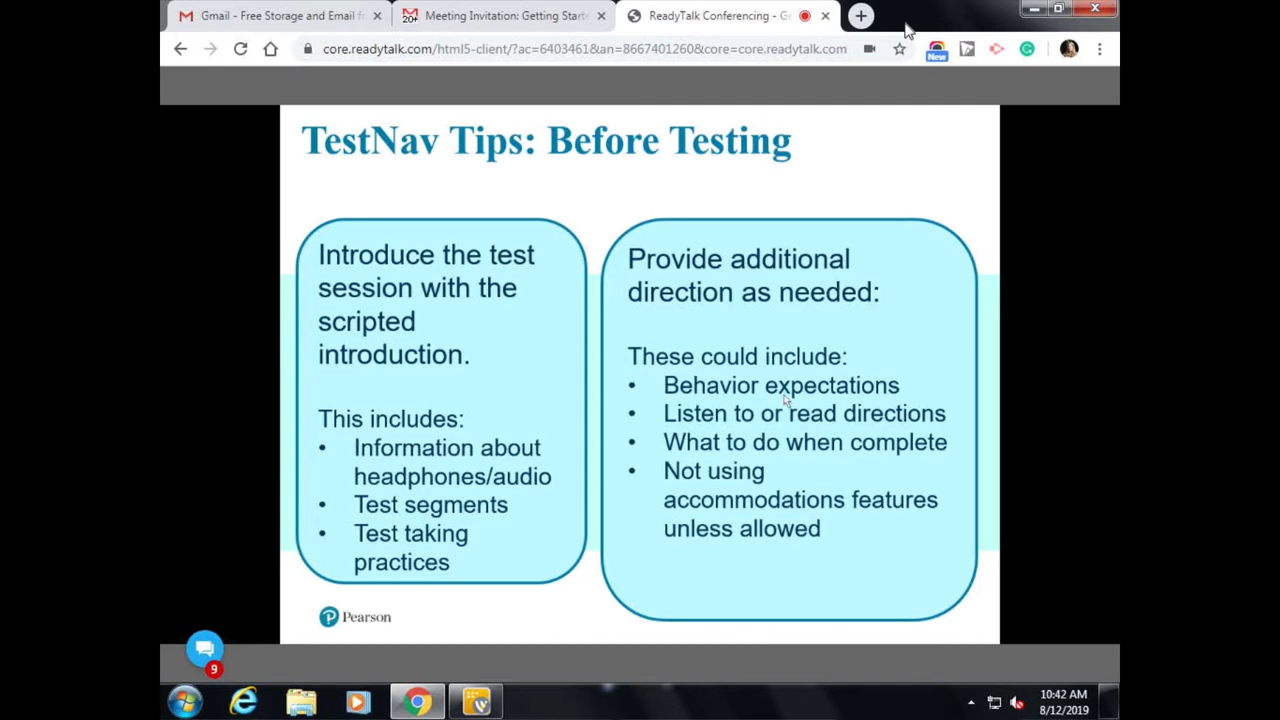 Gmail - Free Storage and Email f
20+
Meeting Invitation: Getting Starte
ReadyTalk Conferencing - Ge
core.readytalk.com/html5-client/?ac=6403461&an=8667401260&core=core.readytalk.com
New
TestNav Tips: Before Testing
Introduce the test
session with the
scripted
introduction.
This includes:
• Information about
headphones/audio
• Test segments
• Test taking
practices
Provide additional
direction as needed:
These could include:
• Behavior expectations
• Listen to or read directions
• What to do when complete
• Not using
accommodations features
unless allowed
Pearson
9
10:42 AM
8/12/2019